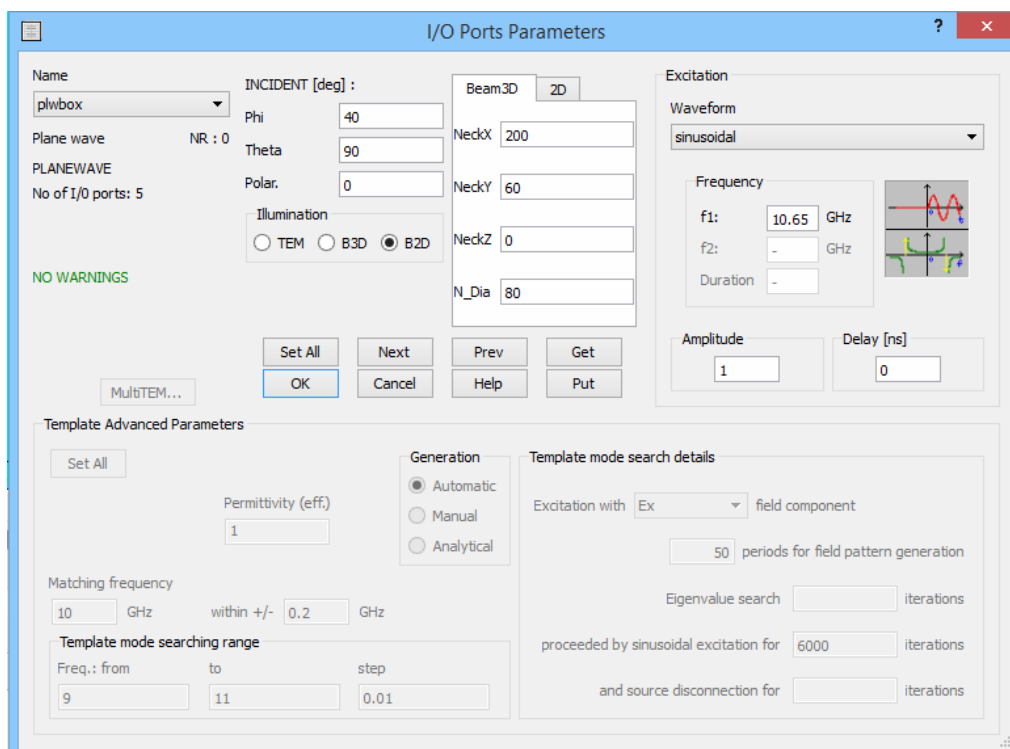 I/O Ports Parameters
?
Name
plwbox
Plane wave NR : 0
PLANEWAVE
No of I/0 ports: 5
NO WARNINGS
MultiTEM...
INCIDENT [deg] :
Phi 40
Theta 90
Polar. 0
Illumination
TEM B3D B2D
Beam3D 2D
NeckX 200
NeckY 60
NeckZ 0
N_Dia 80
Set All Next Prev Get
OK Cancel Help Put
Excitation
Waveform
sinusoidal
Frequency
f1: 10.65 GHz
f2: - GHz
Duration -
Amplitude
1
Delay [ns]
0
Template Advanced Parameters
Set All
Permittivity (eff.)
1
Generation
Automatic
Manual
Analytical
Matching frequency
10 GHz within +/- 0.2 GHz
Template mode searching range
Freq.: from to step
9 11 0.01
Template mode search details
Excitation with Ex field component
50 periods for field pattern generation
Eigenvalue search iterations
proceeded by sinusoidal excitation for 6000 iterations
and source disconnection for iterations